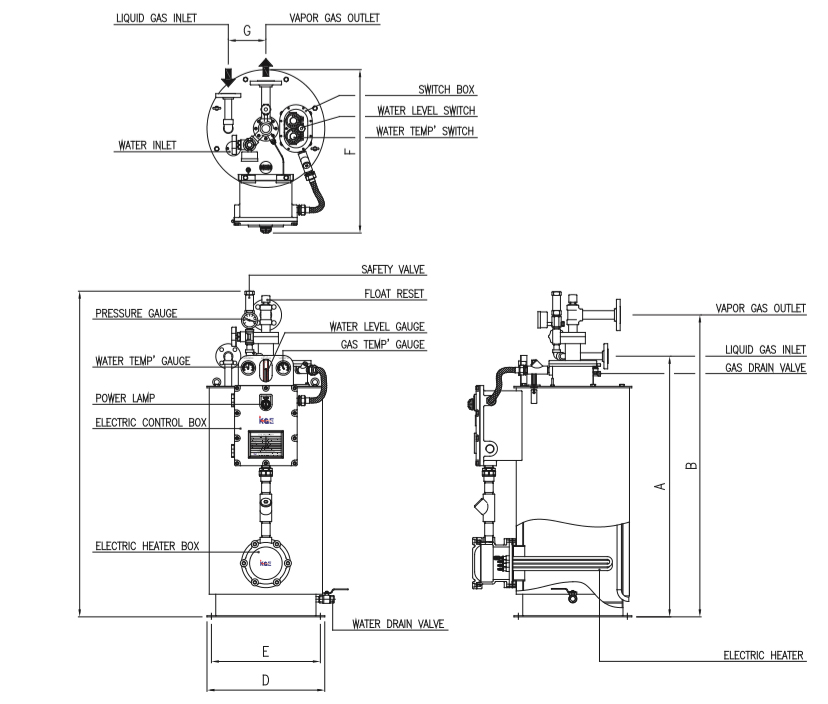 LIQUID GAS INLET
VAPOR GAS OUTLET
G
SWITCH BOX
WATER LEVEL SWITCH
WATER TEMP' SWITCH
WATER INLET
F
SAFETY VALVE
FLOAT RESET
PRESSURE GAUGE
WATER LEVEL GAUGE
GAS TEMP' GAUGE
WATER TEMP' GAUGE
POWER LAMP
ELECTRIC CONTROL BOX
ELECTRIC HEATER BOX
WATER DRAIN VALVE
E
D
VAPOR GAS OUTLET
LIQUID GAS INLET
GAS DRAIN VALVE
A
B
ELECTRIC HEATER